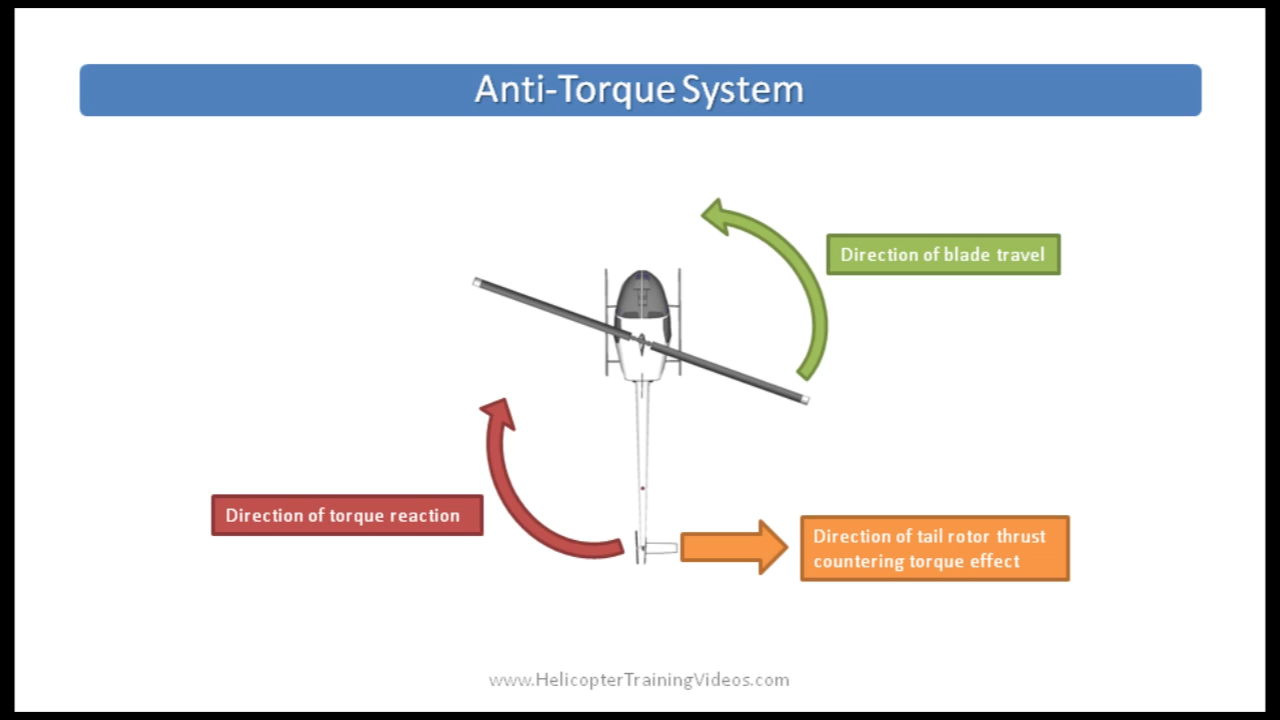 Anti-Torque System
Direction of blade travel
Direction of torque reaction
Direction of tail rotor thrust
countering torque effect
www.HelicopterTrainingVideos.com